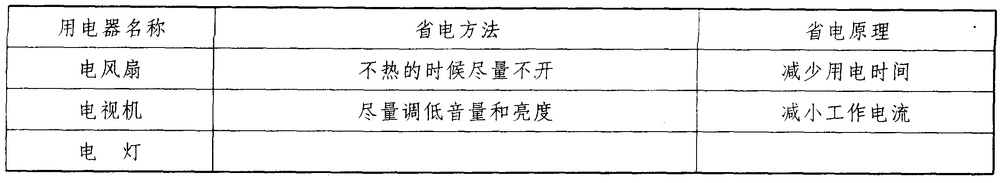 用电器名称 省电方法 省电原理
电风扇 不热的时候尽量不开 减少用电时间
电视机 尽量调低音量和亮度 减小工作电流
电 灯